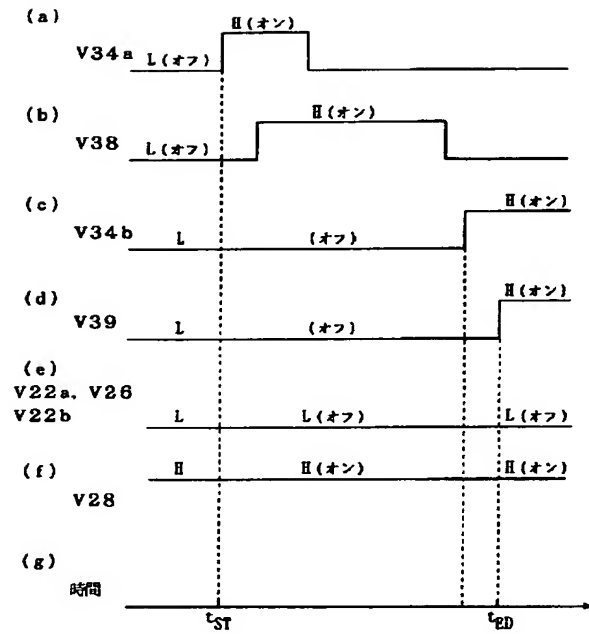 (a)
H(オン)
V34a L(オフ)
(b)
H(オン)
V38 L(オフ)
(c)
H(オン)
V34b L (オフ)
(d)
H(オン)
V39 L (オフ)
(e)
V22a、V26
V22b L L(オフ) L(オフ)
(f) H H(オン) H(オン)
V28
(g)
時間
tST tED